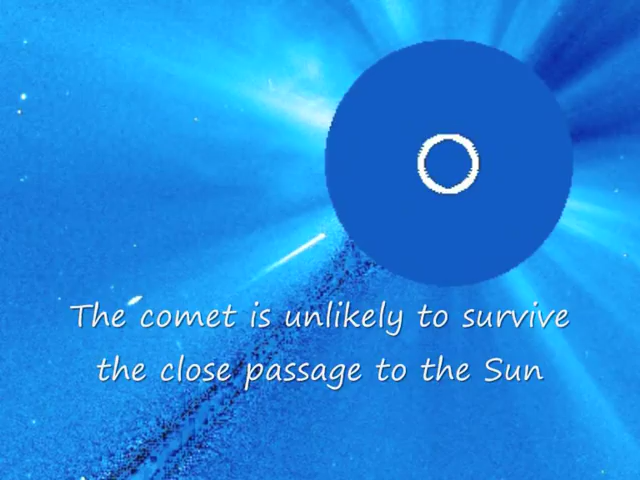 The comet is unlikely to survive
the close passage to the Sun